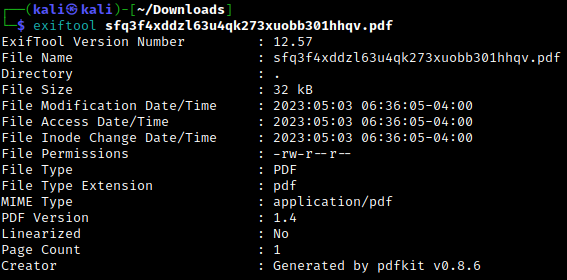 ┌──(kali㉿kali)-[~/Downloads]
└─$ exiftool sfq3f4xddzl63u4qk273xuobb301hhqv.pdf
ExifTool Version Number         : 12.57
File Name                       : sfq3f4xddzl63u4qk273xuobb301hhqv.pdf
Directory                       : .
File Size                       : 32 kB
File Modification Date/Time     : 2023:05:03 06:36:05-04:00
File Access Date/Time           : 2023:05:03 06:36:05-04:00
File Inode Change Date/Time     : 2023:05:03 06:36:05-04:00
File Permissions                : -rw-r--r--
File Type                       : PDF
File Type Extension             : pdf
MIME Type                       : application/pdf
PDF Version                     : 1.4
Linearized                      : No
Page Count                      : 1
Creator                         : Generated by pdfkit v0.8.6